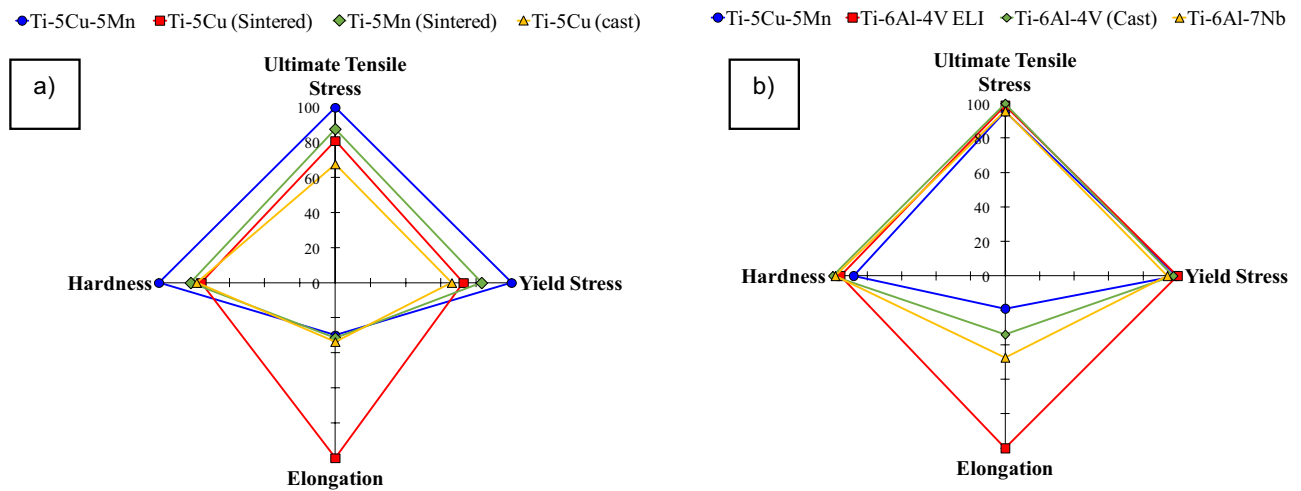 Ti-5Cu-5Mn Ti-5Cu (Sintered) Ti-5Mn (Sintered) Ti-5Cu (cast)
a)
Ultimate Tensile
Stress
100
80
60
40
20
0
Hardness
Yield Stress
Elongation
Ti-5Cu-5Mn Ti-6Al-4V ELI Ti-6Al-4V (Cast) Ti-6Al-7Nb
b)
Ultimate Tensile
Stress
100
80
60
40
20
0
Hardness
Yield Stress
Elongation